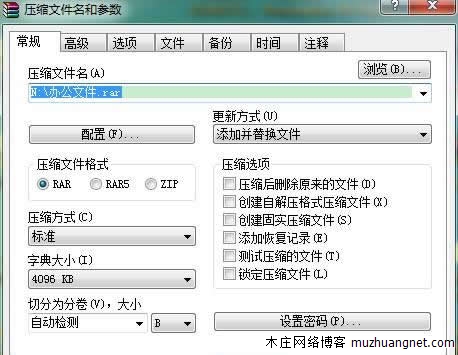 压缩文件名和参数
常规 高级 选项 文件 备份 时间 注释
压缩文件名(A)
浏览(B)...
N:\办公文件.rar
更新方式(U)
配置(F)...
添加并替换文件
压缩文件格式
RAR RAR5 ZIP
压缩方式(C)
标准
字典大小(I)
4096 KB
切分为分卷(V),大小
自动检测 B
压缩选项
压缩后删除原来的文件(D)
创建自解压格式压缩文件(X)
创建固实压缩文件(S)
添加恢复记录(E)
测试压缩的文件(T)
锁定压缩文件(L)
设置密码(P)...
木庄网络博客 muzhuangnet.com